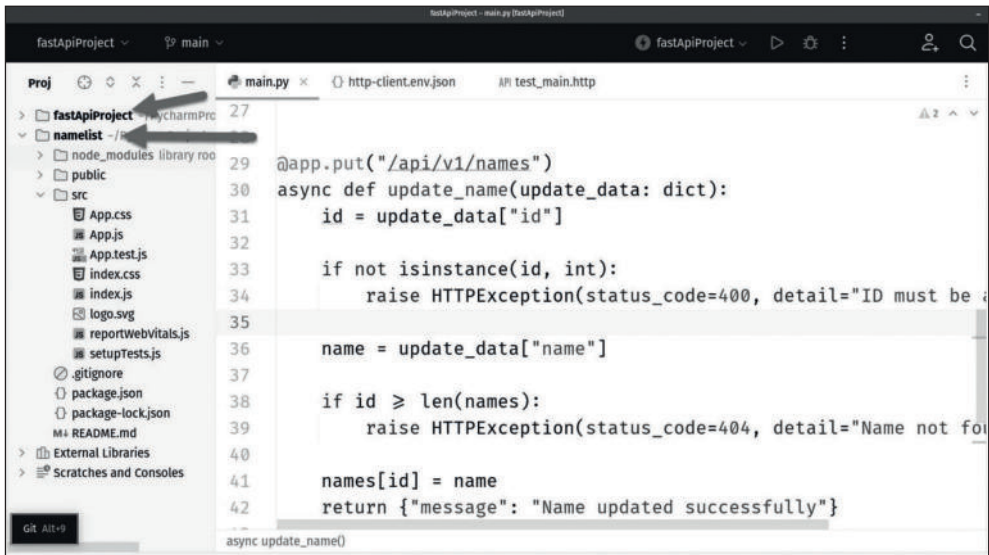 fastApiProject – main.py [fastApiProject]
fastApiProject main fastApiProject
Proj main.py × http-client.env.json API test_main.http
fastApiProject
namelist
node_modules library roo
public
src
App.css
App.js
App.test.js
index.css
index.js
logo.svg
reportWebVitals.js
setupTests.js
.gitignore
package.json
package-lock.json
README.md
External Libraries
Scratches and Consoles
Git Alt+9
2
27
29 @app.put("/api/v1/names")
30 async def update_name(update_data: dict):
31 id = update_data["id"]
32
33 if not isinstance(id, int):
34 raise HTTPException(status_code=400, detail="ID must be
35
36 name = update_data["name"]
37
38 if id ⩾ len(names):
39 raise HTTPException(status_code=404, detail="Name not
40
41 names[id] = name
42 return {"message": "Name updated successfully"}
async update_name()